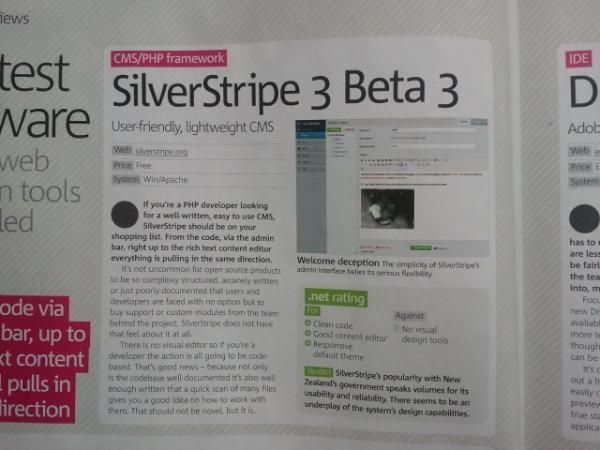 iews
test
ware
web
n tools
led
ode via
bar, up to
xt content
l pulls in
direction
CMS/PHP framework
SilverStripe 3 Beta 3
User-friendly, lightweight CMS
Web silverstripe.org
Price Free
System Win/Apache
If you're a PHP developer looking
for a well-written, easy to use CMS,
SilverStripe should be on your
shopping list. From the code, via the admin
bar, right up to the rich text content editor
everything is pulling in the same direction.
It's not uncommon for open source products
to be so complexly structured, arcanely written
or just poorly documented that users and
developers are faced with no option but to
buy support or custom modules from the team
behind the project. SilverStripe does not have
that feel about it at all.
There is no visual editor so if you're a
developer the action is all going to be code-
based. That's good news – because not only
is the codebase well documented it's also well
enough written that a quick scan of many files
gives you a good idea on how to work with
them. That should not be novel, but it is.
Welcome deception The simplicity of SilverStripe's
admin interface belies its serious flexibility
.net rating
For
Clean code
Good content editor
Responsive
default theme
Against
No visual
design tools
Verdict SilverStripe's popularity with New
Zealand's government speaks volumes for its
usability and reliability. There seems to be an
underplay of the system's design capabilities.
IDE
D
Adob
Web
Price
System
has to
are les
be fairl
the im
into, m
Focu
new Dr
availabl
more te
though
can be
It's
out a fr
easily c
preview
true sta
applica